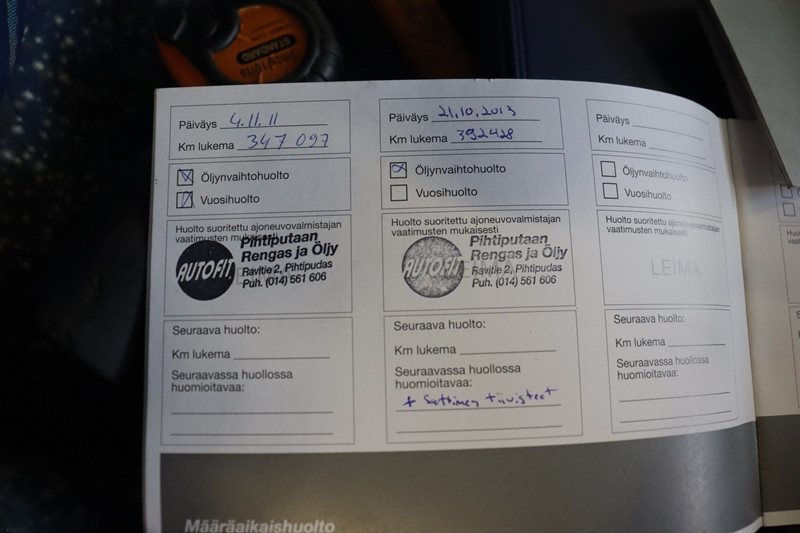 STANDARD
Päiväys 4.11.11
Km lukema 347 097
Öljynvaihtohuolto
Vuosihuolto
Huolto suoritettu ajoneuvovalmistajan
vaatimusten mukaisesti
AUTOFIT
Pihtiputaan
Rengas ja Öljy
Ravitie 2, Pihtipudas
Puh. (014) 561 606
Seuraava huolto:
Km lukema
Seuraavassa huollossa
huomioitavaa:
Päiväys 21.10.2013
Km lukema 392428
Öljynvaihtohuolto
Vuosihuolto
Huolto suoritettu ajoneuvovalmistajan
vaatimusten mukaisesti
AUTOFIT
Pihtiputaan
Rengas ja Öljy
Ravitie 2, Pihtipudas
Puh. (014) 561 606
Seuraava huolto:
Km lukema
Seuraavassa huollossa
huomioitavaa:
+ tiivisteet
Päiväys
Km lukema
Öljynvaihtohuolto
Vuosihuolto
Huolto suoritettu ajoneuvovalmistajan
vaatimusten mukaisesti
LEIMA
Seuraava huolto:
Km lukema
Seuraavassa huollossa
huomioitavaa:
Määräaikaishuolto